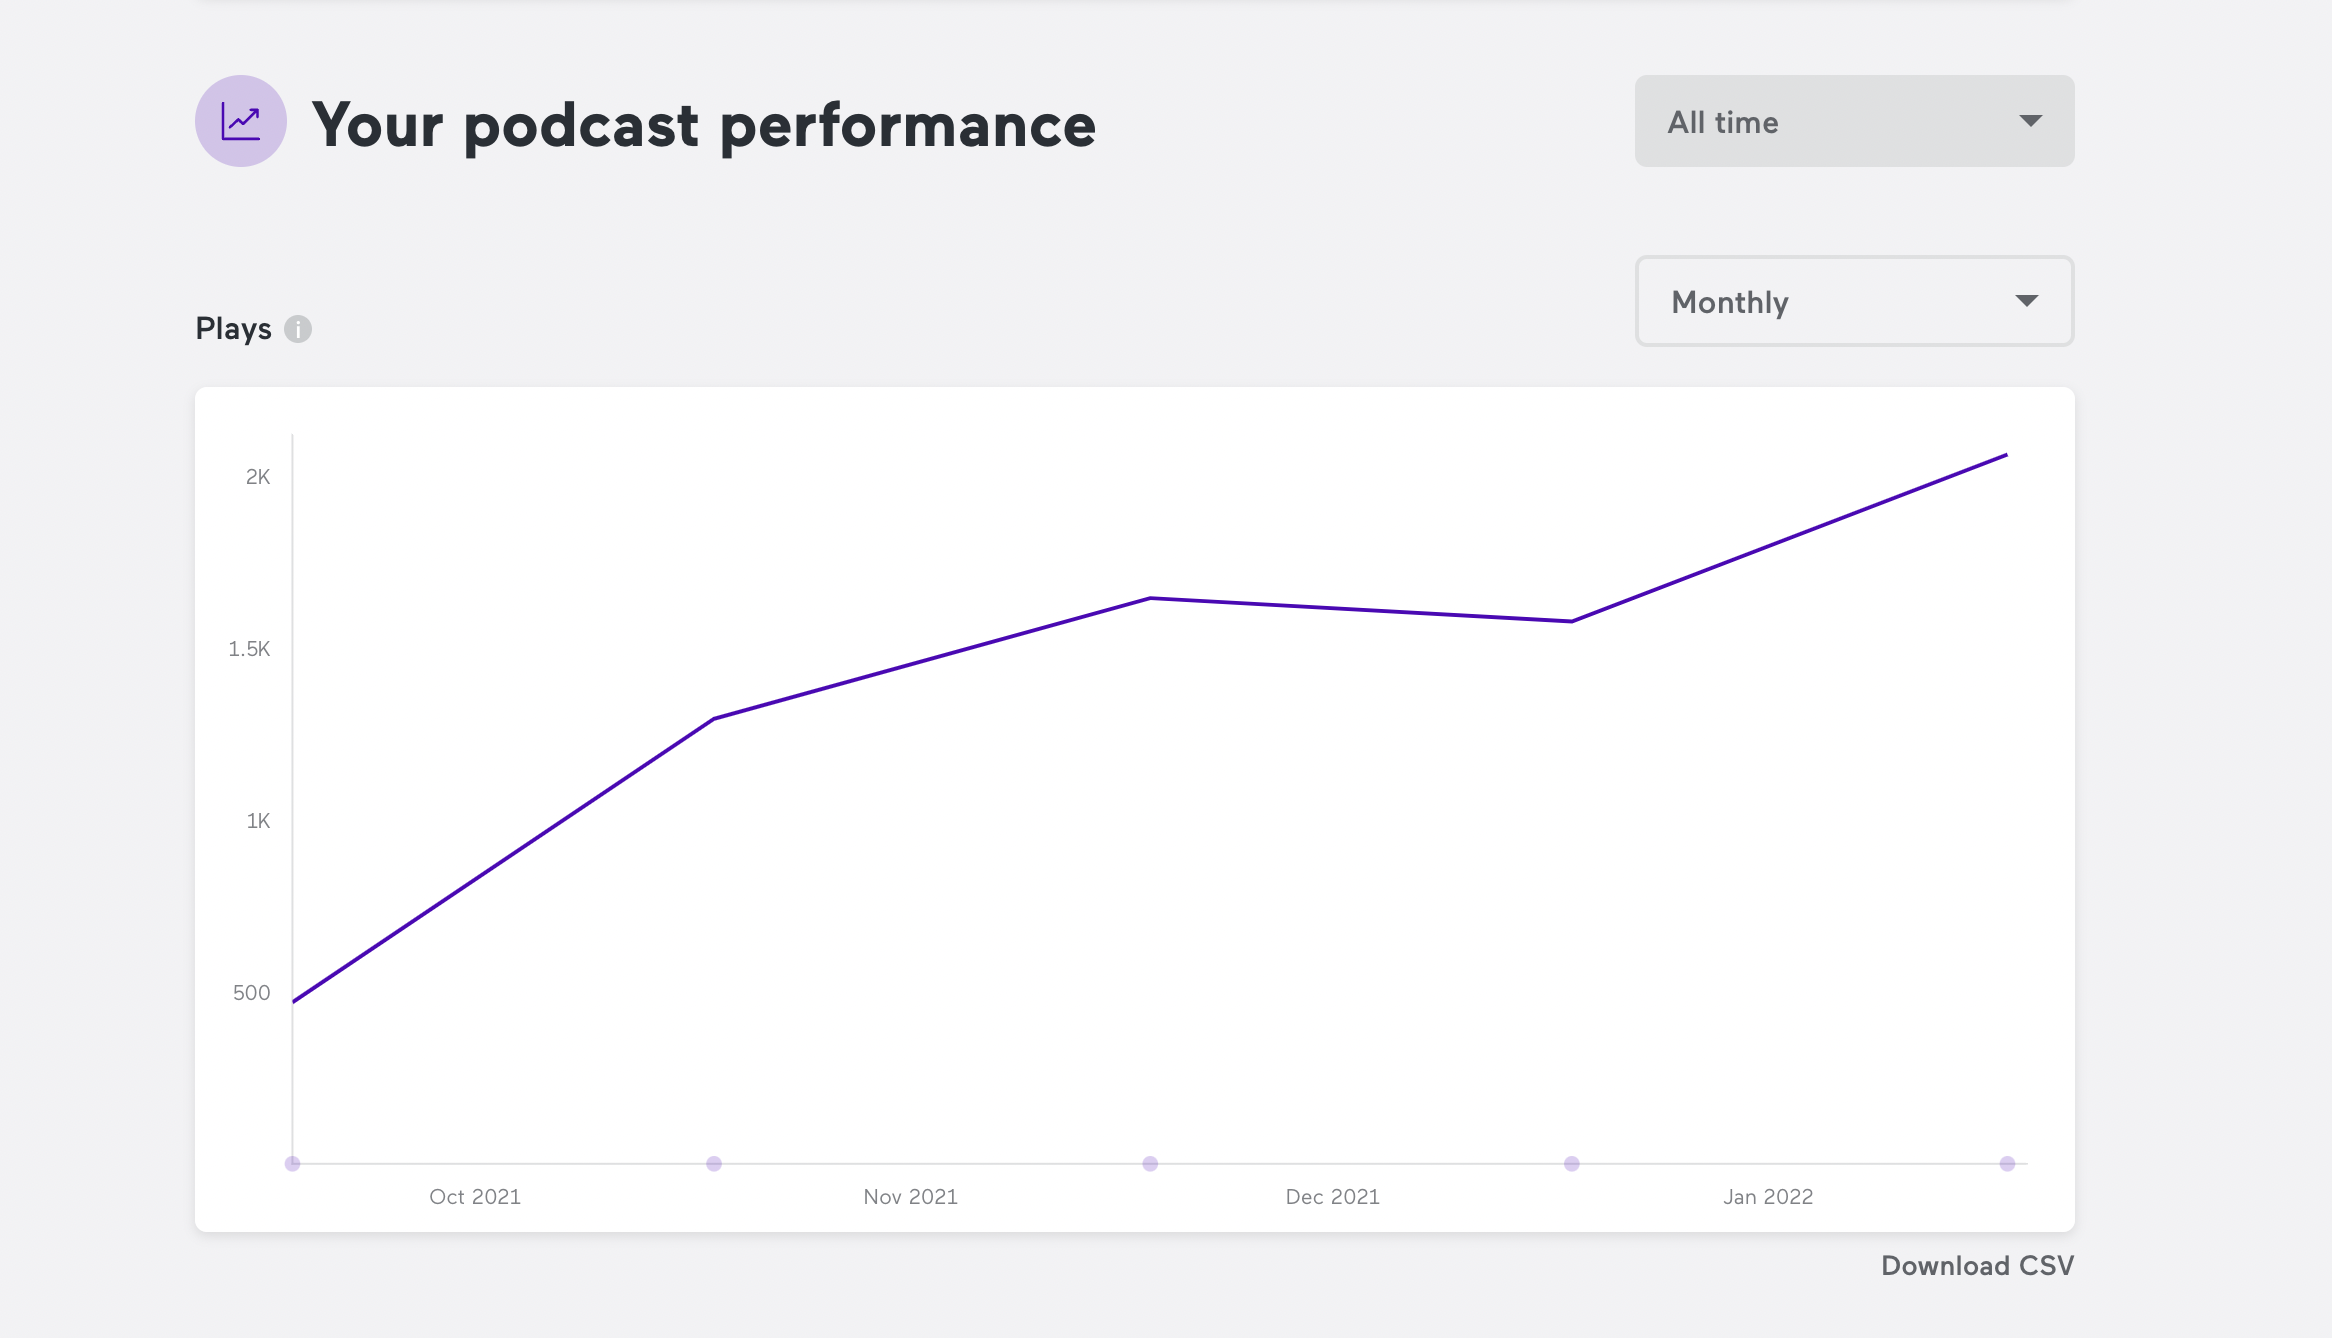 Your podcast performance
All time
Monthly
Plays
2K
1.5K
1K
500
Oct 2021
Nov 2021
Dec 2021
Jan 2022
Download CSV